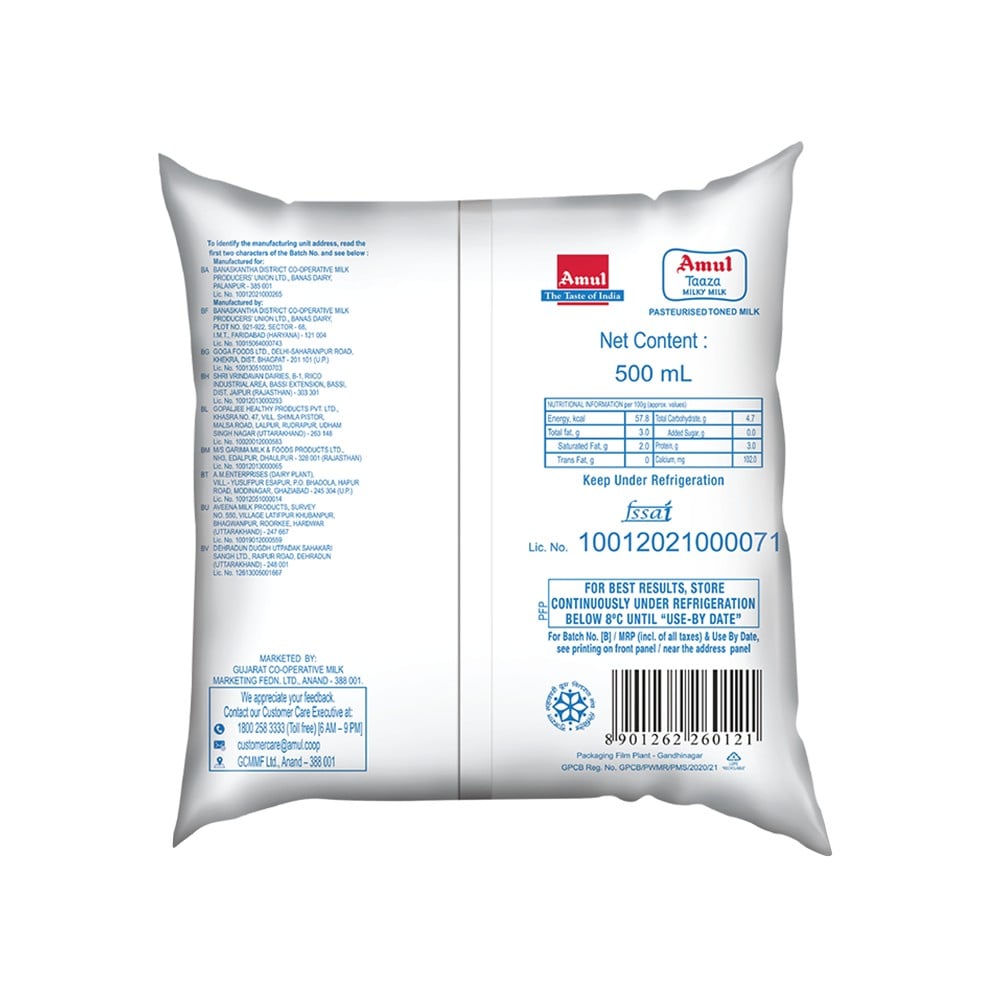 To identify the manufacturing unit address, read the
first two characters of the Batch No. and see below :
Manufactured for:
BA BANASKANTHA DISTRICT CO-OPERATIVE MILK
PRODUCERS' UNION LTD., BANAS DAIRY,
PALANPUR - 385 001
Lic. No. 10012021000265
Manufactured by:
BF BANASKANTHA DISTRICT CO-OPERATIVE MILK
PRODUCERS' UNION LTD., BANAS DAIRY,
PLOT NO. 921-922, SECTOR - 68,
I.M.T., FARIDABAD (HARYANA) - 121 004
Lic. No. 10015064000743
BG GOGA FOODS LTD., DELHI-SAHARANPUR ROAD,
KHEKRA, DIST. BHAGPAT - 201 101 (U.P.)
Lic. No. 10013051000703
BH SHRI VRINDAVAN DAIRIES, B-1, RIICO
INDUSTRIAL AREA, BASSI EXTENSION, BASSI,
DIST. JAIPUR (RAJASTHAN) - 303 301
Lic. No. 10012013000293
BL GOPALJEE HEALTHY PRODUCTS PVT. LTD.,
KHASRA NO. 47, VILL. SHIMLA PISTOR,
MALSA ROAD, LALPUR, RUDRAPUR, UDHAM
SINGH NAGAR (UTTARAKHAND) - 263 148
Lic. No. 10020012000583
BM M/S GARIMA MILK & FOODS PRODUCTS LTD.,
NH3, EDALPUR, DHAULPUR - 328 001 (RAJASTHAN)
Lic. No. 10012013000065
BT A.M.ENTERPRISES (DAIRY PLANT),
VILL.- YUSUFPUR ESAPUR, P.O. BHADOLA, HAPUR
ROAD, MODINAGAR, GHAZIABAD - 245 304 (U.P.)
Lic. No. 10012051000014
BU AVEENA MILK PRODUCTS, SURVEY
NO. 550, VILLAGE LATIFPUR KHUBANPUR,
BHAGWANPUR, ROORKEE, HARDWAR
(UTTARAKHAND) - 247 667
Lic. No. 10019012000559
BV DEHRADUN DUGDH UTPADAK SAHAKARI
SANGH LTD., RAIPUR ROAD, DEHRADUN
(UTTARAKHAND) - 248 001
Lic. No. 12613005001667
MARKETED BY:
GUJARAT CO-OPERATIVE MILK
MARKETING FEDN. LTD., ANAND - 388 001.
We appreciate your feedback.
Contact our Customer Care Executive at:
1800 258 3333 (Toll free) [6 AM – 9 PM]
customercare@amul.coop
GCMMF Ltd., Anand – 388 001
Amul
The Taste of India
Amul
Taaza
MILKY MILK
PASTEURISED TONED MILK
Net Content :
500 mL
NUTRITIONAL INFORMATION per 100g (approx. values)
Energy, kcal 57.8 Total Carbohydrate, g 4.7
Total fat, g 3.0 Added Sugar, g 0.0
Saturated Fat, g 2.0 Protein, g 3.0
Trans Fat, g 0 Calcium, mg 102.0
Keep Under Refrigeration
fssai
Lic. No. 10012021000071
PFP
FOR BEST RESULTS, STORE
CONTINUOUSLY UNDER REFRIGERATION
BELOW 8ºC UNTIL “USE-BY DATE”
For Batch No. [B] / MRP (incl. of all taxes) & Use By Date,
see printing on front panel / near the address panel
8 901262 260121
Packaging Film Plant - Gandhinagar
GPCB Reg. No. GPCB/PWMR/PMS/2020/21